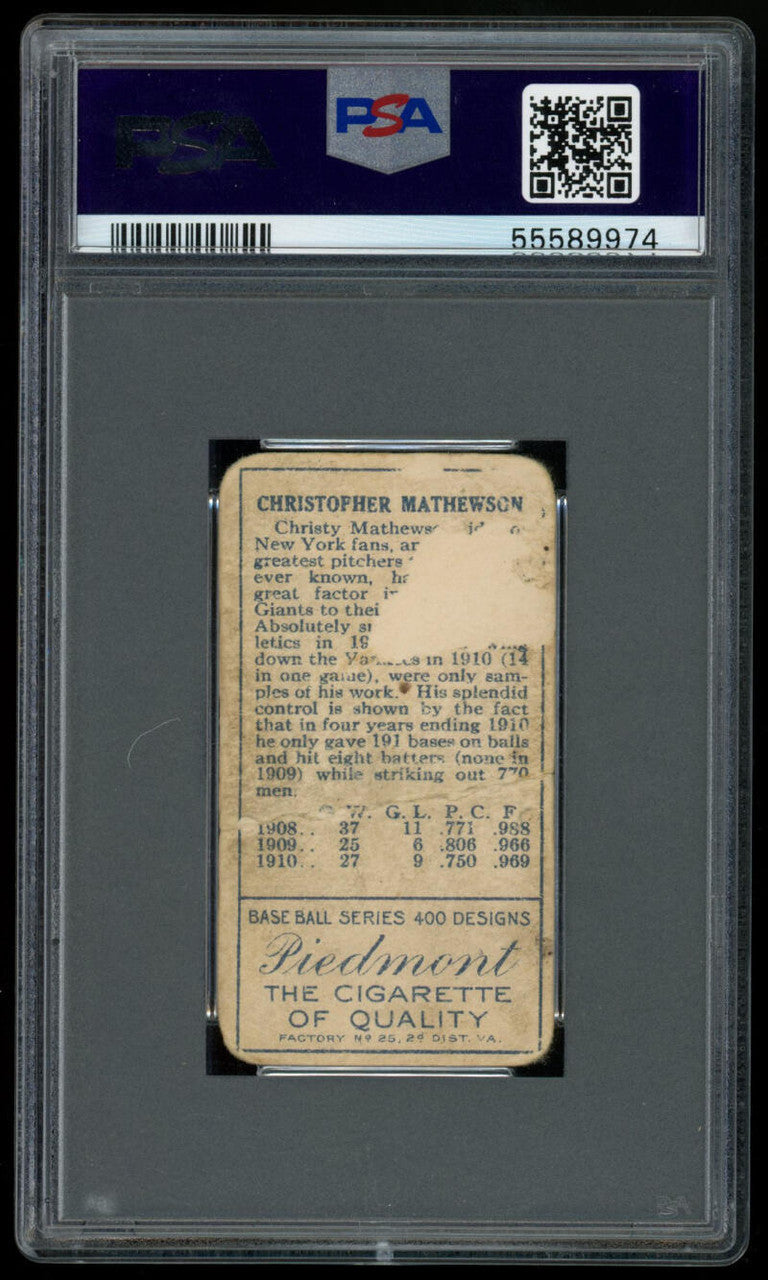 PSA
PSA
55589974
CHRISTOPHER MATHEWSON
Christy Mathews
New York fans, ar
greatest pitchers
ever known, ha
great factor
Giants to thei
Absolutely
letics in 19
down the in 1910 (14
in one game), were only sam-
ples of his work. His splendid
control is shown by the fact
that in four years ending 1910
he only gave 191 bases on balls
and hit eight batters (none in
1909) while striking out 770
men.
W. G. L. P. C. F.
1908.. 37 11 .771 .988
1909.. 25 6 .806 .966
1910.. 27 9 .750 .969
BASE BALL SERIES 400 DESIGNS
Piedmont
THE CIGARETTE
OF QUALITY
FACTORY Nº 25, 2º DIST. VA.
PSA